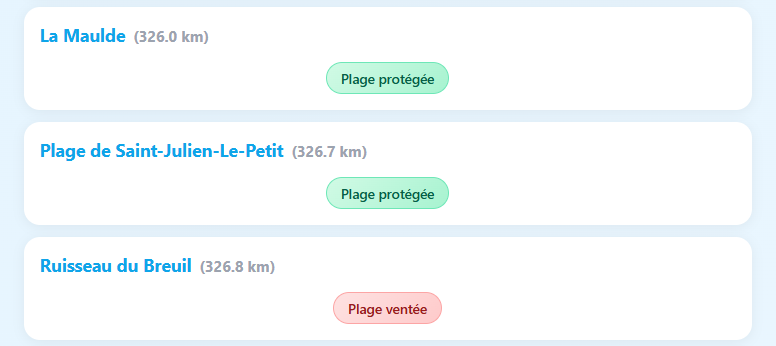 La Maulde (326.0 km)
Plage protégée
Plage de Saint-Julien-Le-Petit (326.7 km)
Plage protégée
Ruisseau du Breuil (326.8 km)
Plage ventée